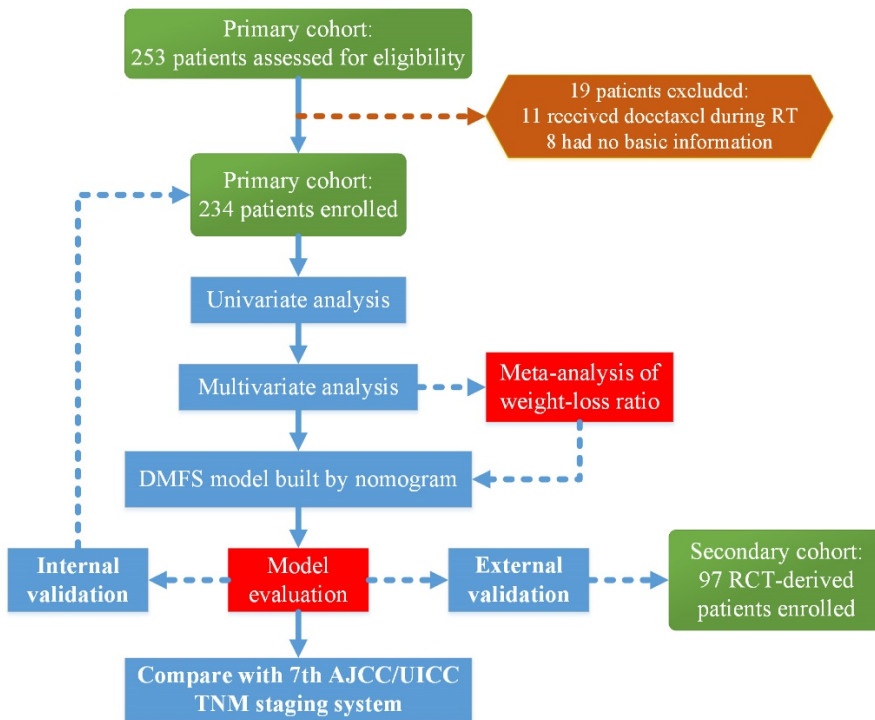 Primary cohort:
253 patients assessed for eligibility
19 patients excluded:
11 received docetaxel during RT
8 had no basic information
Primary cohort:
234 patients enrolled
Univariate analysis
Multivariate analysis
Meta-analysis of
weight-loss ratio
DMFS model built by nomogram
Internal
validation
Model
evaluation
External
validation
Secondary cohort:
97 RCT-derived
patients enrolled
Compare with 7th AJCC/UICC
TNM staging system